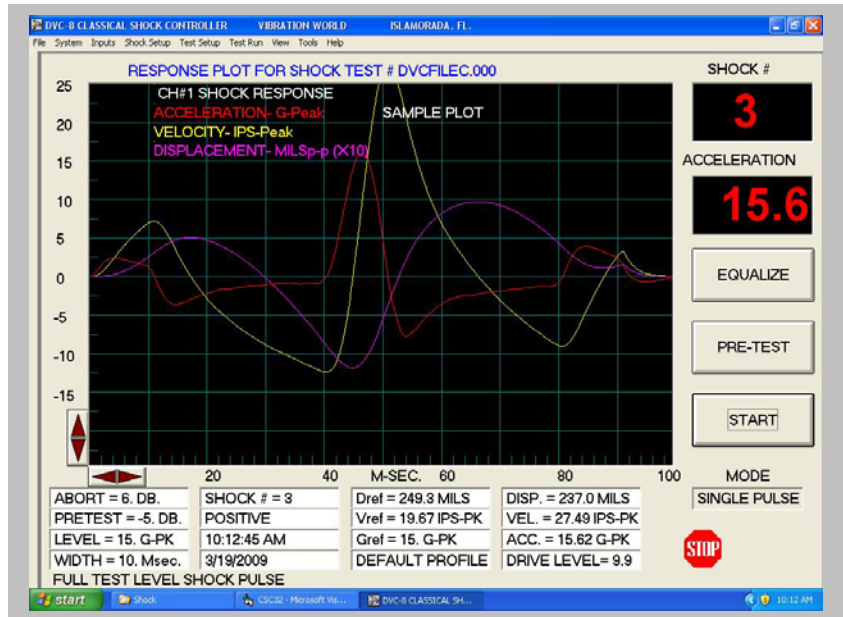 DVC-8 CLASSICAL SHOCK CONTROLLER VIBRATION WORLD ISLAMORADA, FL.
File System Inputs Shock Setup Test Setup Test Run View Tools Help
RESPONSE PLOT FOR SHOCK TEST # DVCFILEC.000
SHOCK #
25
CH#1 SHOCK RESPONSE
ACCELERATION- G-Peak
SAMPLE PLOT
3
20
VELOCITY- IPS-Peak
DISPLACEMENT- MILSp-p (X10)
15
ACCELERATION
10
15.6
5
0
EQUALIZE
-5
-10
PRE-TEST
-15
START
20 40 M-SEC. 60 80 100
MODE
ABORT = 6. DB. SHOCK # = 3 Dref = 249.3 MILS DISP. = 237.0 MILS
SINGLE PULSE
PRETEST = -5. DB. POSITIVE Vref = 19.67 IPS-PK VEL. = 27.49 IPS-PK
LEVEL = 15. G-PK 10:12:45 AM Gref = 15. G-PK ACC. = 15.62 G-PK
STOP
WIDTH = 10. Msec. 3/19/2009 DEFAULT PROFILE DRIVE LEVEL= 9.9
FULL TEST LEVEL SHOCK PULSE
start Shock CSC32 - Microsoft Vis... DVC-8 CLASSICAL SH... 10:12 AM